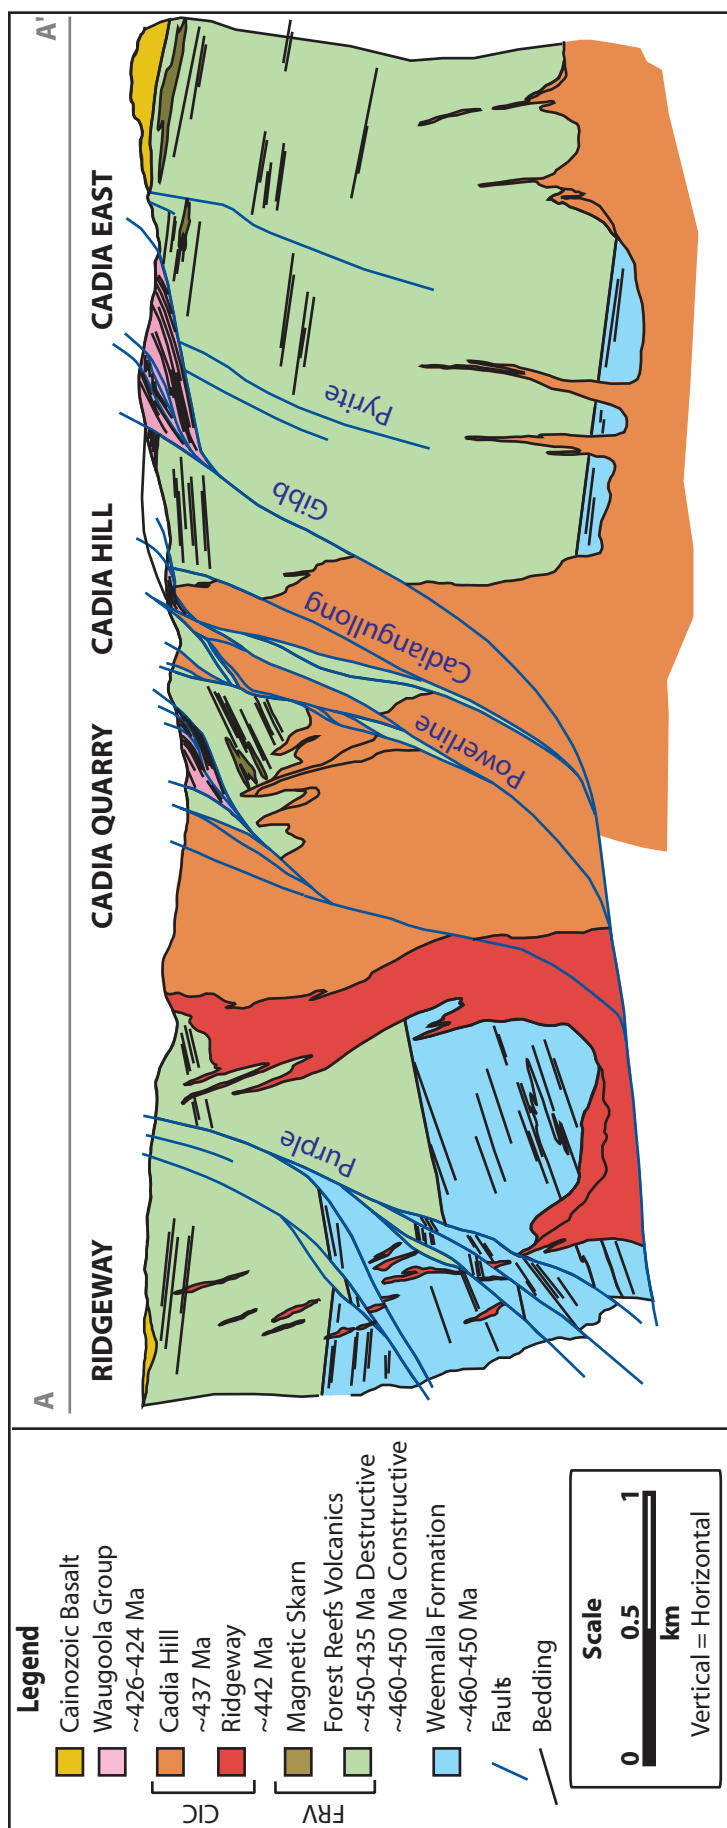 A
A'
RIDGEWAY
CADIA QUARRY
CADIA HILL
CADIA EAST
Purple
Powerline
Cadiangullong
Gibb
Pyrite
Legend
Cainozoic Basalt
Waugoola Group
~426-424 Ma
CIC
Cadia Hill
~437 Ma
Ridgeway
~442 Ma
FRV
Magnetic Skarn
Forest Reefs Volcanics
~450-435 Ma Destructive
~460-450 Ma Constructive
Weemalla Formation
~460-450 Ma
Faults
Bedding
Scale
0 0.5 1
km
Vertical = Horizontal